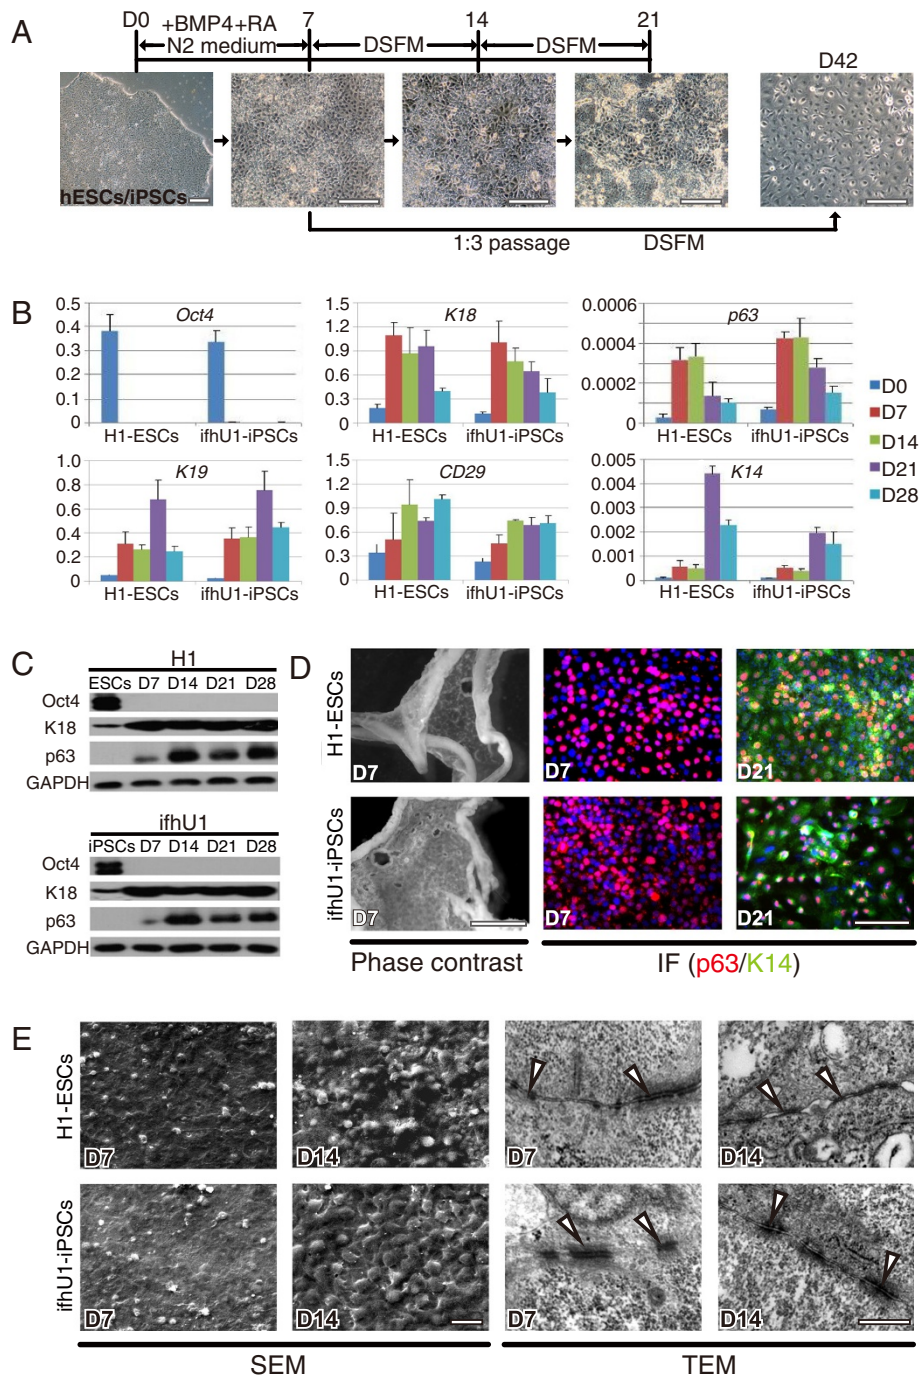 A
D0 +BMP4+RA 7 14 21
N2 medium DSFM DSFM
D42
hESCs/iPSCs
1:3 passage DSFM
B
0.5 Oct4
0.4
0.3
0.2
0.1
0
H1-ESCs ifhU1-iPSCs
1.5 K18
1.2
0.9
0.6
0.3
0
H1-ESCs ifhU1-iPSCs
0.0006 p63
0.0004
0.0002
0
H1-ESCs ifhU1-iPSCs
D0
D7
D14
D21
D28
1.0 K19
0.8
0.6
0.4
0.2
0
H1-ESCs ifhU1-iPSCs
1.5 CD29
1.2
0.9
0.6
0.3
0
H1-ESCs ifhU1-iPSCs
0.005 K14
0.004
0.003
0.002
0.001
0
H1-ESCs ifhU1-iPSCs
C
H1
ESCs D7 D14 D21 D28
Oct4
K18
p63
GAPDH
ifhU1
iPSCs D7 D14 D21 D28
Oct4
K18
p63
GAPDH
D
H1-ESCs
D7 D7 D21
ifhU1-iPSCs
D7 D7 D21
Phase contrast IF (p63/K14)
E
H1-ESCs
D7 D14 D7 D14
ifhU1-iPSCs
D7 D14 D7 D14
SEM TEM